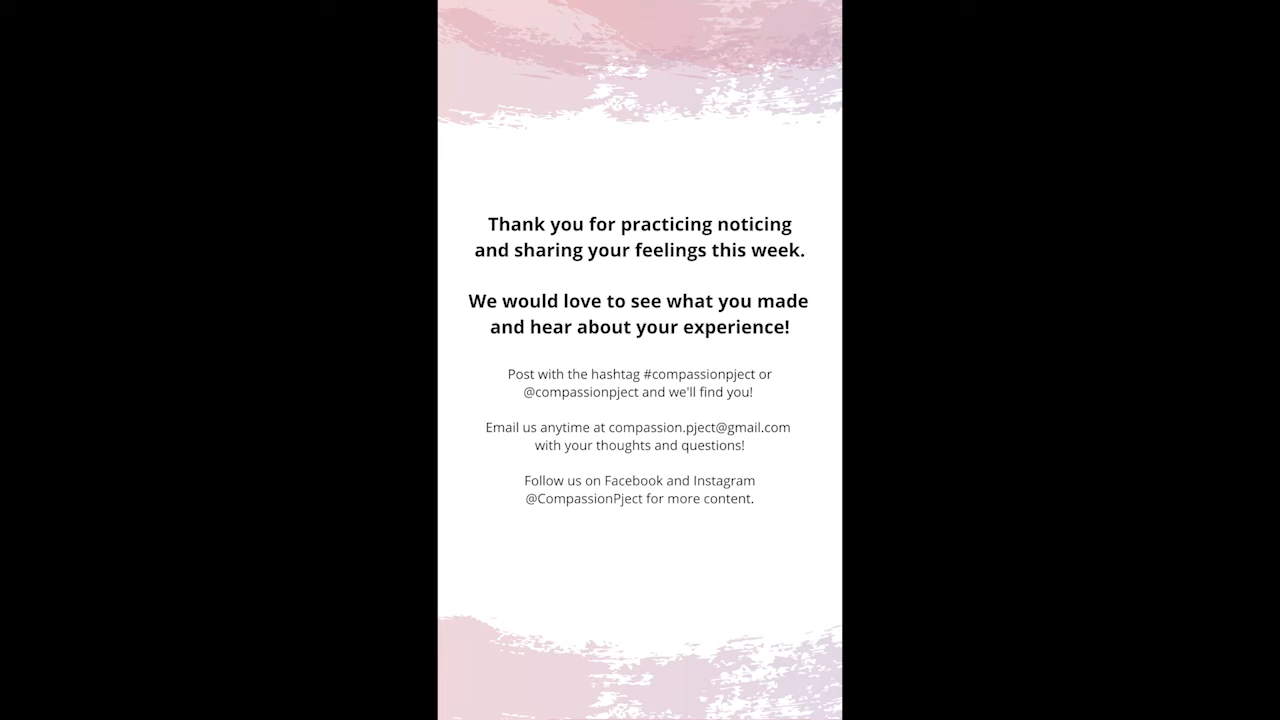 Thank you for practicing noticing
and sharing your feelings this week.
We would love to see what you made
and hear about your experience!
Post with the hashtag #compassionpject or
@compassionpject and we'll find you!
Email us anytime at compassion.pject@gmail.com
with your thoughts and questions!
Follow us on Facebook and Instagram
@CompassionPject for more content.